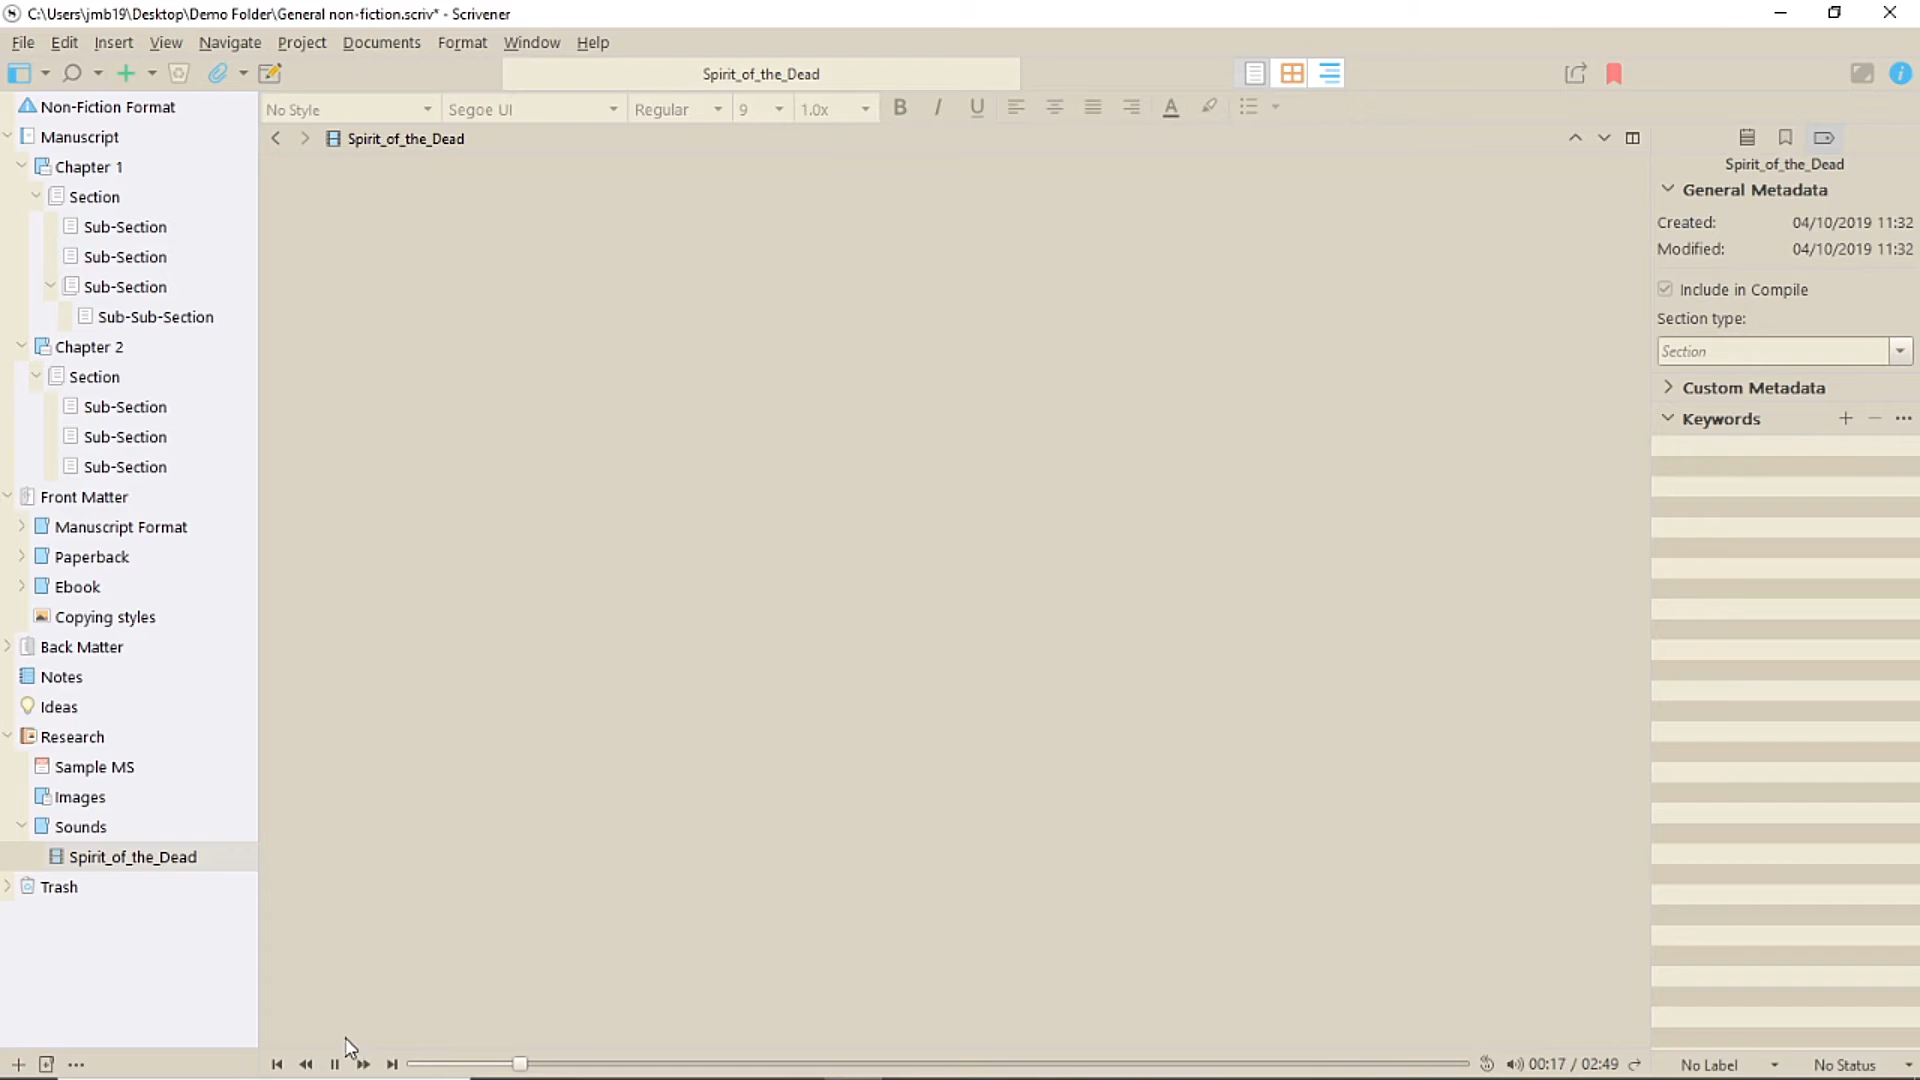 C:\Users\jmb19\Desktop\Demo Folder\General non-fiction.scriv* - Scrivener
File Edit Insert View Navigate Project Documents Format Window Help
Spirit_of_the_Dead
No Style Segoe UI Regular 9 1.0x B I U A
Spirit_of_the_Dead
Non-Fiction Format
Manuscript
Chapter 1
Section
Sub-Section
Sub-Section
Sub-Section
Sub-Sub-Section
Chapter 2
Section
Sub-Section
Sub-Section
Sub-Section
Front Matter
Manuscript Format
Paperback
Ebook
Copying styles
Back Matter
Notes
Ideas
Research
Sample MS
Images
Sounds
Spirit_of_the_Dead
Trash
Spirit_of_the_Dead
General Metadata
Created: 04/10/2019 11:32
Modified: 04/10/2019 11:32
Include in Compile
Section type:
Section
Custom Metadata
Keywords
00:17 / 02:49
No Label No Status